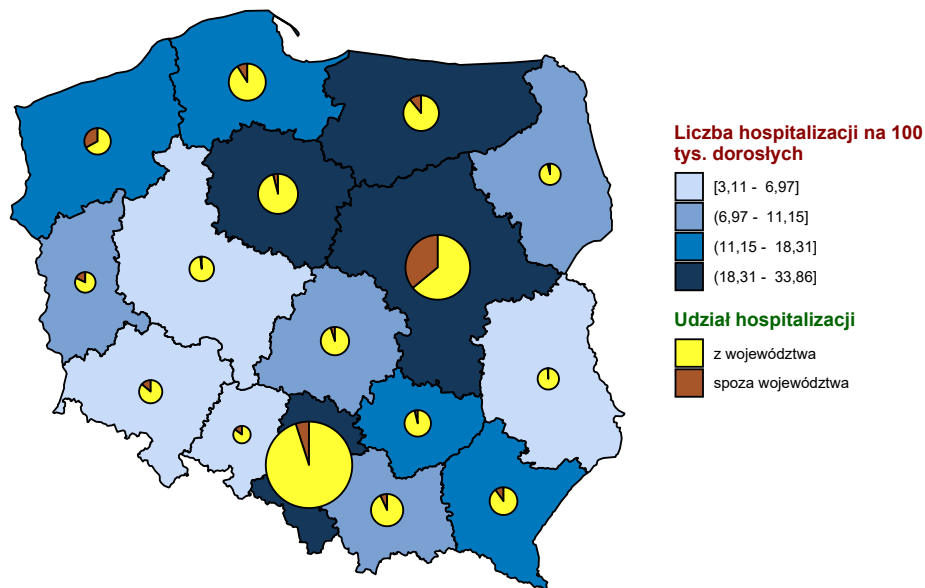 Liczba hospitalizacji na 100
tys. dorosłych
[3,11 - 6,97]
(6,97 - 11,15]
(11,15 - 18,31]
(18,31 - 33,86]
Udział hospitalizacji
z województwa
spoza województwa